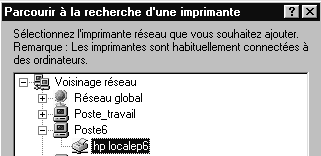 Parcourir à la recherche d'une imprimante
Sélectionnez l'imprimante réseau que vous souhaitez ajouter.
Remarque : Les imprimantes sont habituellement connectées à
des ordinateurs.
Voisinage réseau
Réseau global
Poste_travail
Poste6
hp localep6